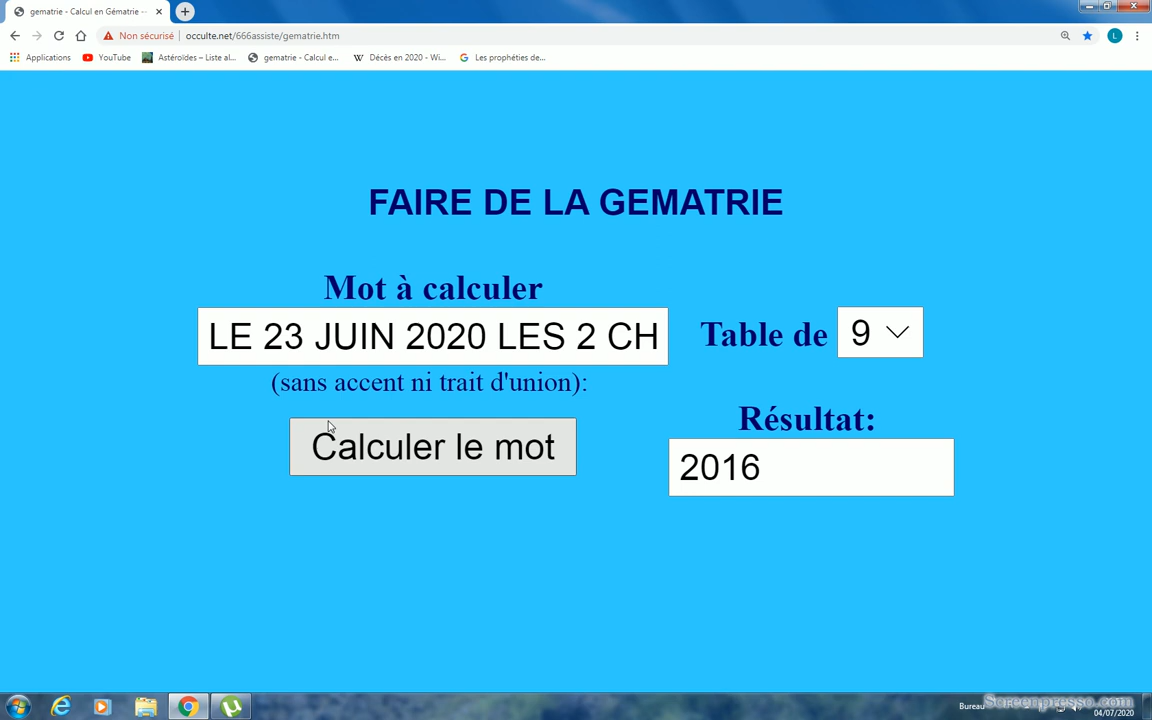 gematrie - Calcul en Gématrie --
Non sécurisé
occulte.net/666assiste/gematrie.htm
Applications
YouTube
Astéroïdes – Liste al...
gematrie - Calcul e...
W
Décès en 2020 - Wi...
G
Les prophéties de...
L
FAIRE DE LA GEMATRIE
Mot à calculer
LE 23 JUIN 2020 LES 2 CH
Table de
9
(sans accent ni trait d'union):
Calculer le mot
Résultat:
2016
Bureau
Screenpresso.com
04/07/2020